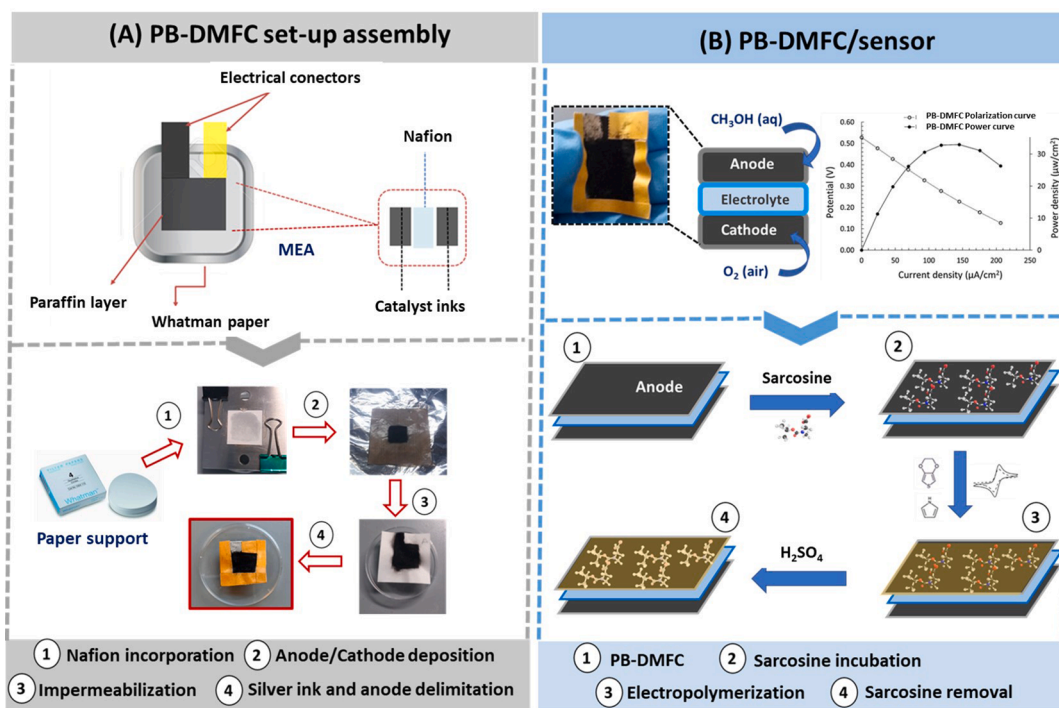 (A) PB-DMFC set-up assembly
Electrical conectors
Nafion
MEA
Paraffin layer
Whatman paper
Catalyst inks
1
2
3
4
4
Whatman
Paper support
1 Nafion incorporation 2 Anode/Cathode deposition
3 Impermeabilization 4 Silver ink and anode delimitation
(B) PB-DMFC/sensor
CH3OH (aq)
Anode
Electrolyte
Cathode
O2 (air)
PB-DMFC Polarization curve
PB-DMFC Power curve
Potential (V)
0.60
0.50
0.40
0.30
0.20
0.10
0.00
0 50 100 150 200 250
Current density (µA/cm²)
30
20
10
0
Power density (µw/cm²)
1
Anode
Sarcosine
2
3
H2SO4
4
1 PB-DMFC 2 Sarcosine incubation
3 Electropolymerization 4 Sarcosine removal